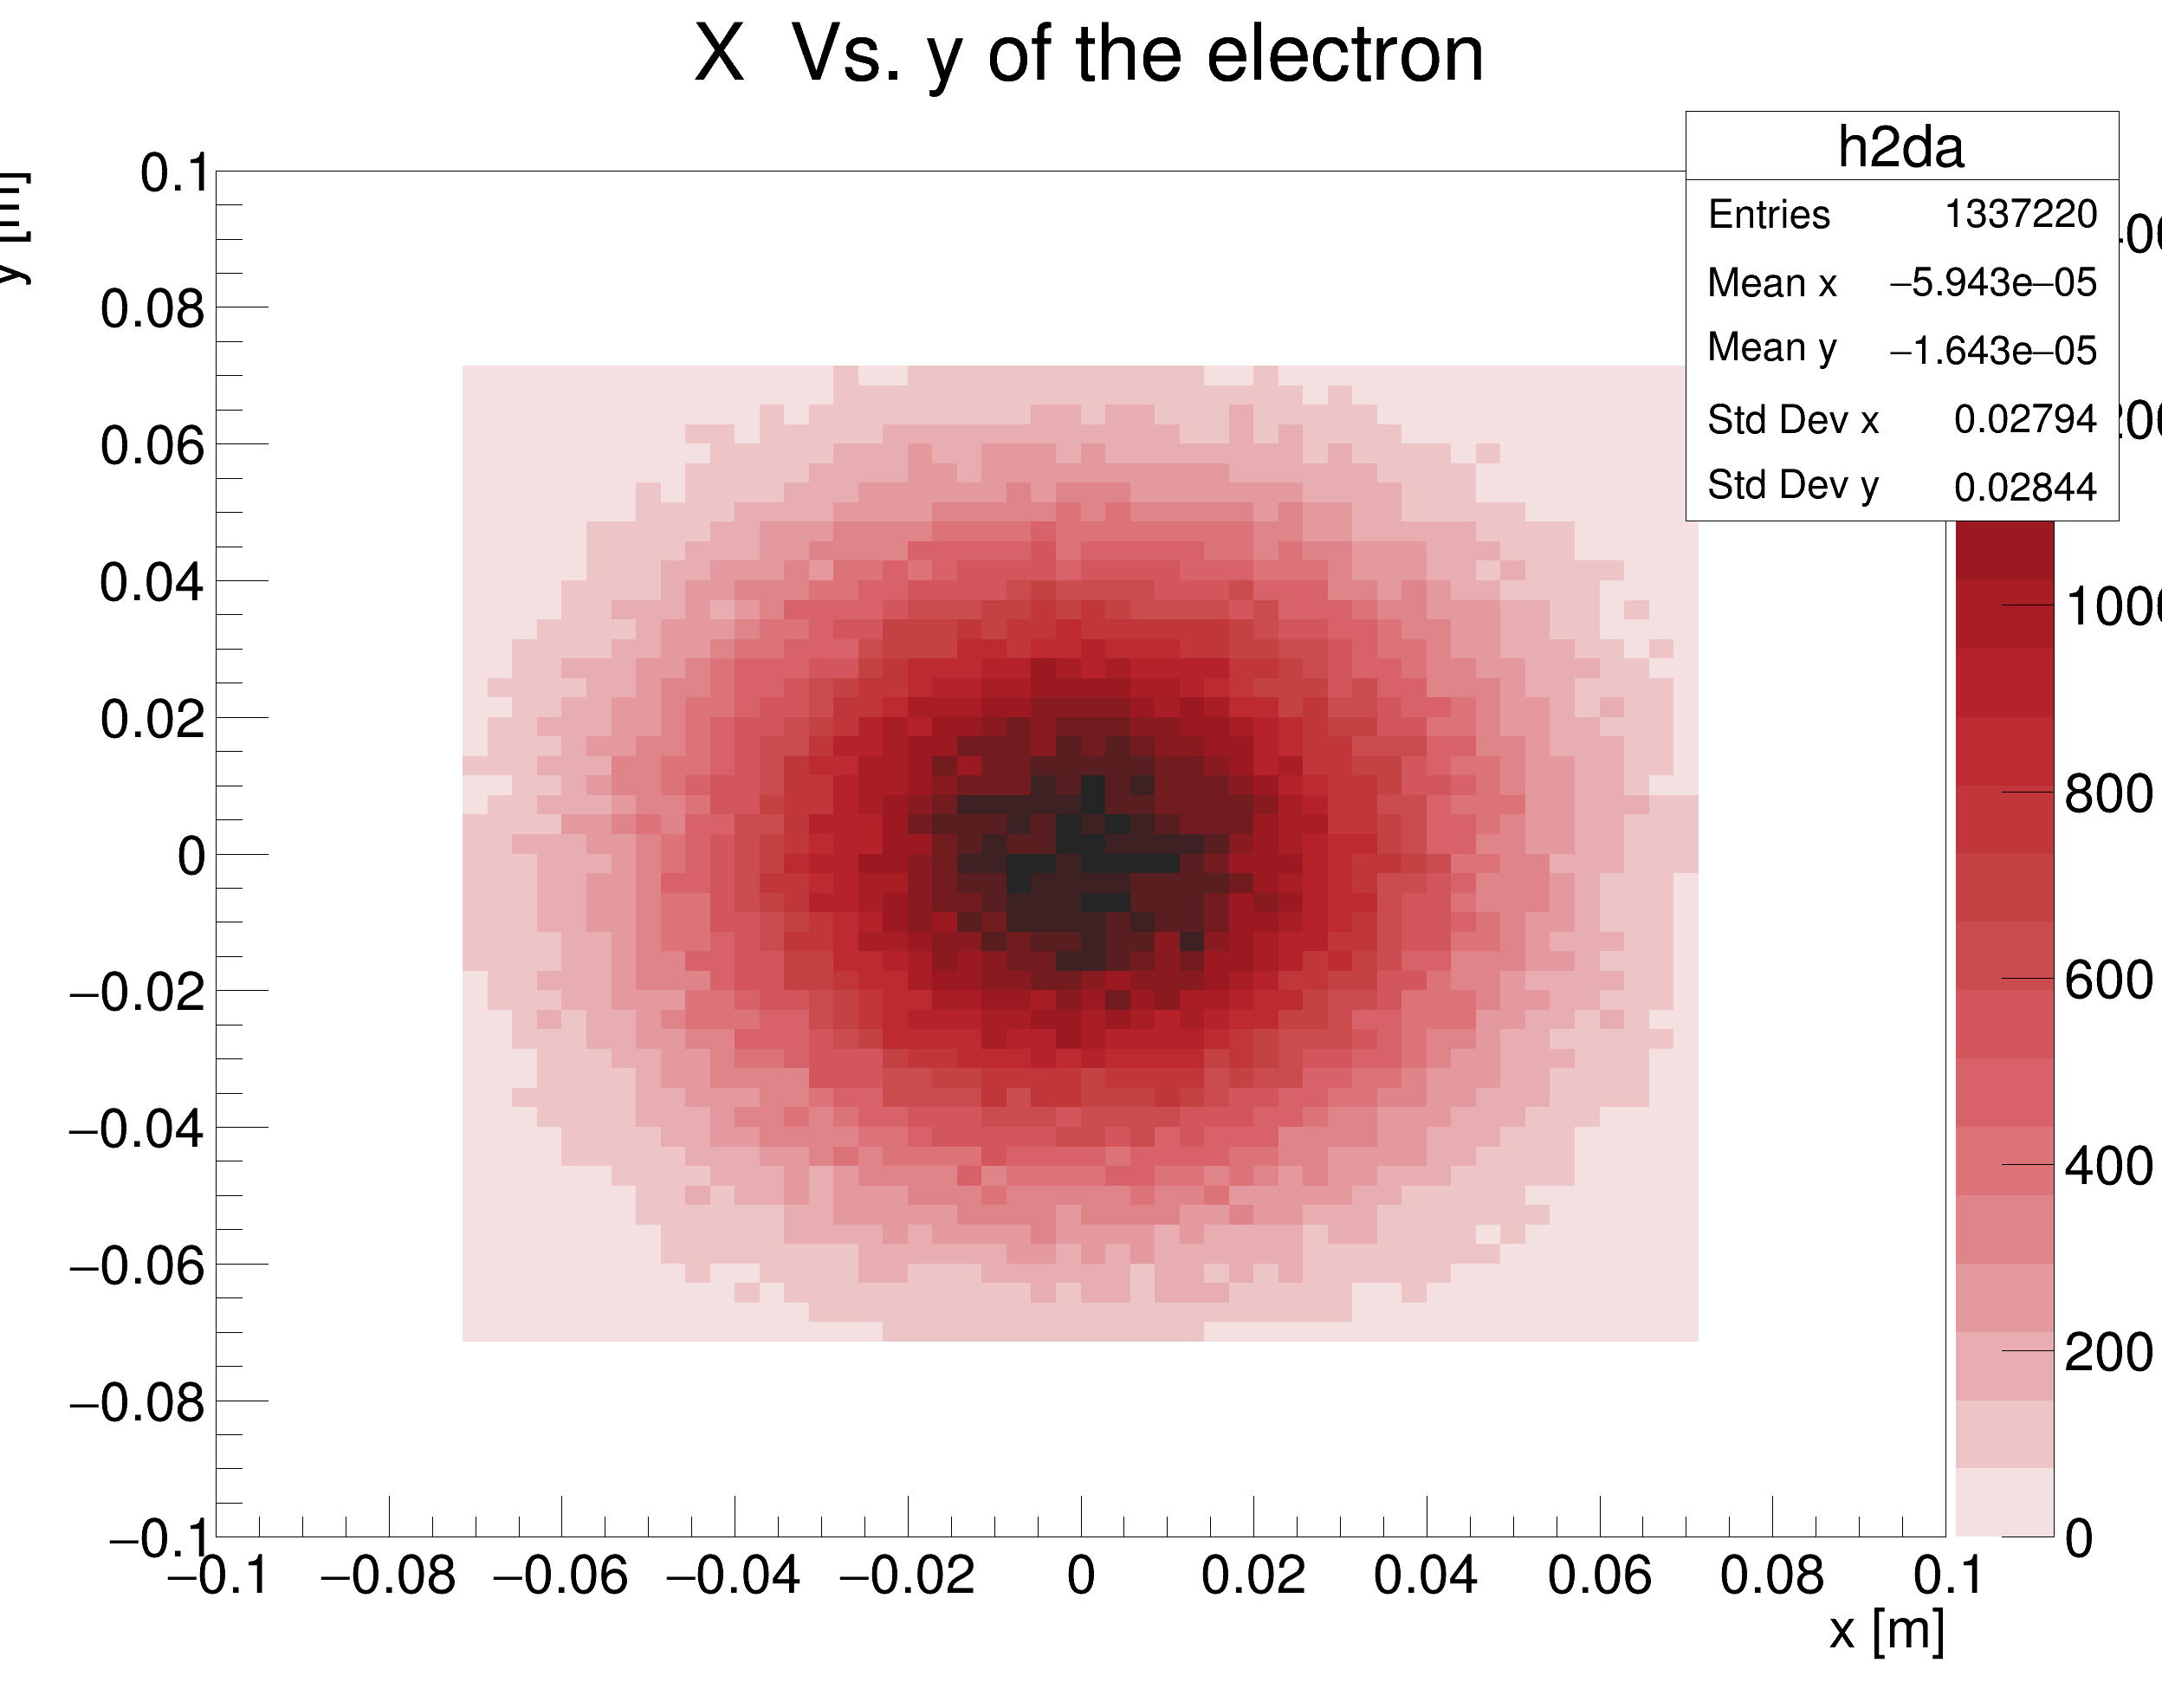 X Vs. y of the electron
h2da
Entries 1337220
Mean x −5.943e−05
Mean y −1.643e−05
Std Dev x 0.02794
Std Dev y 0.02844
y [m]
0.1
0.08
0.06
0.04
0.02
0
−0.02
−0.04
−0.06
−0.08
−0.1
800
600
400
200
0
−0.1 −0.08 −0.06 −0.04 −0.02 0 0.02 0.04 0.06 0.08 0.1
x [m]